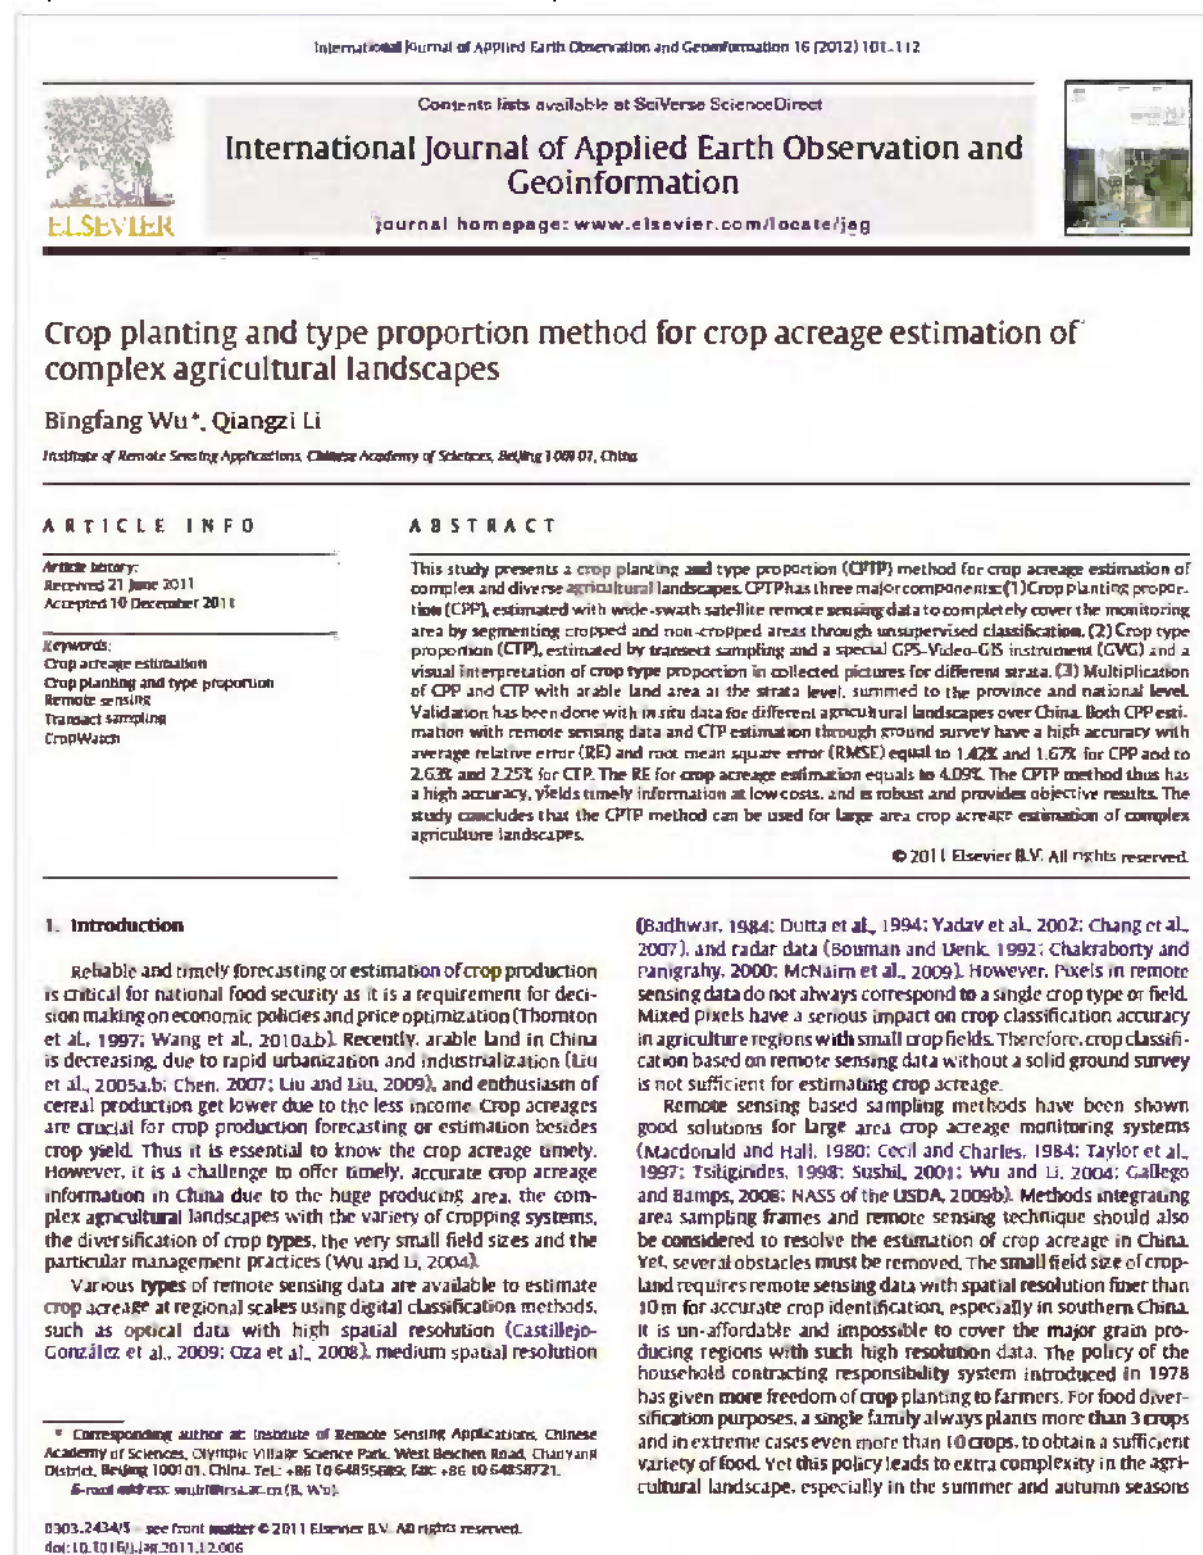 International Journal of Applied Earth Observation and Geoinformation 16 (2012) 101–112
Contents lists available at SciVerse ScienceDirect
International Journal of Applied Earth Observation and
Geoinformation
journal homepage: www.elsevier.com/locate/jag
ELSEVIER
Crop planting and type proportion method for crop acreage estimation of
complex agricultural landscapes
Bingfang Wu*, Qiangzi Li
Institute of Remote Sensing Applications, Chinese Academy of Sciences, Beijing 100101, China
ARTICLE INFO
Article history:
Received 21 June 2011
Accepted 10 December 2011
Keywords:
Crop acreage estimation
Crop planting and type proportion
Remote sensing
Transact sampling
CropWatch
ABSTRACT
This study presents a crop planting and type proportion (CPTP) method for crop acreage estimation of
complex and diverse agricultural landscapes. CPTP has three major components: (1) Crop planting propor-
tion (CPP), estimated with wide-swath satellite remote sensing data to completely cover the monitoring
area by segmenting cropped and non-cropped areas through unsupervised classification. (2) Crop type
proportion (CTP), estimated by transect sampling and a special GPS-Video-GIS instrument (GVG) and a
visual interpretation of crop type proportion in collected pictures for different strata. (3) Multiplication
of CPP and CTP with arable land area at the strata level, summed to the province and national level.
Validation has been done with in situ data for different agricultural landscapes over China. Both CPP esti-
mation with remote sensing data and CTP estimation through ground survey have a high accuracy with
average relative error (RE) and root mean square error (RMSE) equal to 1.42% and 1.67% for CPP and to
2.63% and 2.25% for CTP. The RE for crop acreage estimation equals to 4.09%. The CPTP method thus has
a high accuracy, yields timely information at low costs, and is robust and provides objective results. The
study concludes that the CPTP method can be used for large area crop acreage estimation of complex
agriculture landscapes.
© 2011 Elsevier B.V. All rights reserved.
1. Introduction
Reliable and timely forecasting or estimation of crop production
is critical for national food security as it is a requirement for deci-
sion making on economic policies and price optimization (Thornton
et al., 1997; Wang et al., 2010a,b). Recently, arable land in China
is decreasing, due to rapid urbanization and industrialization (Liu
et al., 2005a,b; Chen, 2007; Liu and Liu, 2009), and enthusiasm of
cereal production get lower due to the less income. Crop acreages
are crucial for crop production forecasting or estimation besides
crop yield. Thus it is essential to know the crop acreage timely.
However, it is a challenge to offer timely, accurate crop acreage
information in China due to the huge producing area, the com-
plex agricultural landscapes with the variety of cropping systems,
the diversification of crop types, the very small field sizes and the
particular management practices (Wu and Li, 2004).
Various types of remote sensing data are available to estimate
crop acreage at regional scales using digital classification methods,
such as optical data with high spatial resolution (Castillejo-
González et al., 2009; Oza et al., 2008), medium spatial resolution
* Corresponding author at: Institute of Remote Sensing Applications, Chinese
Academy of Sciences, Olympic Village Science Park, West Beichen Road, Chaoyang
District, Beijing 100101, China. Tel.: +86 10 64855689; fax: +86 10 64858721.
E-mail address: wubf@irsa.ac.cn (B. Wu).
0303-2434/$ – see front matter © 2011 Elsevier B.V. All rights reserved.
doi:10.1016/j.jag.2011.12.006
(Badhwar, 1984; Dutta et al., 1994; Yadav et al., 2002; Chang et al.,
2007), and radar data (Bouman and Uenk, 1992; Chakraborty and
Panigrahy, 2000; McNairn et al., 2009). However, Pixels in remote
sensing data do not always correspond to a single crop type or field.
Mixed Pixels have a serious impact on crop classification accuracy
in agriculture regions with small crop fields. Therefore, crop classifi-
cation based on remote sensing data without a solid ground survey
is not sufficient for estimating crop acreage.
Remote sensing based sampling methods have been shown
good solutions for large area crop acreage monitoring systems
(Macdonald and Hall, 1980; Cecil and Charles, 1984; Taylor et al.,
1997; Tsiligirides, 1998; Sushil, 2001; Wu and Li, 2004; Gallego
and Bamps, 2008; NASS of the USDA, 2009b). Methods integrating
area sampling frames and remote sensing technique should also
be considered to resolve the estimation of crop acreage in China.
Yet, several obstacles must be removed. The small field size of crop-
land requires remote sensing data with spatial resolution finer than
10 m for accurate crop identification, especially in southern China.
It is un-affordable and impossible to cover the major grain pro-
ducing regions with such high resolution data. The policy of the
household contracting responsibility system introduced in 1978
has given more freedom of crop planting to farmers. For food diver-
sification purposes, a single family always plants more than 3 crops
and in extreme cases even more than 10 crops, to obtain a sufficient
variety of food. Yet this policy leads to extra complexity in the agri-
cultural landscape, especially in the summer and autumn seasons